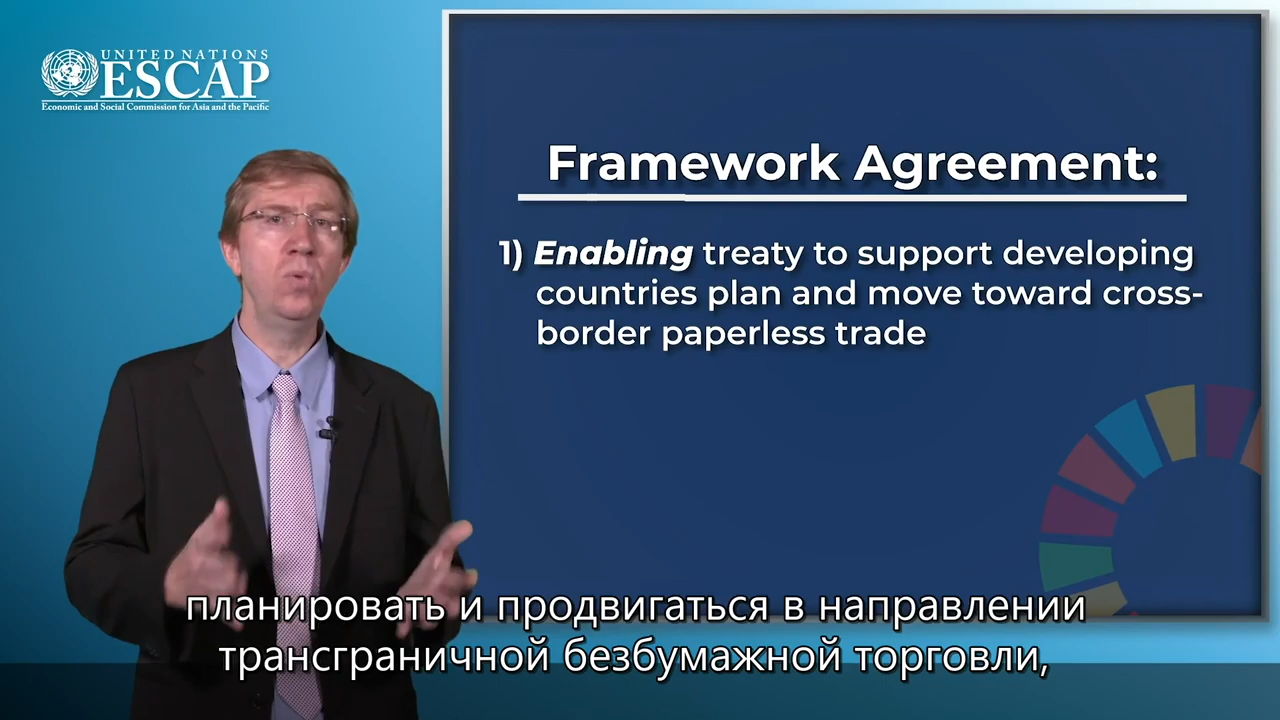 UNITED NATIONS
ESCAP
Economic and Social Commission for Asia and the Pacific
Framework Agreement:
1) Enabling treaty to support developing
countries plan and move toward cross-
border paperless trade
планировать и продвигаться в направлении
трансграничной безбумажной торговли,